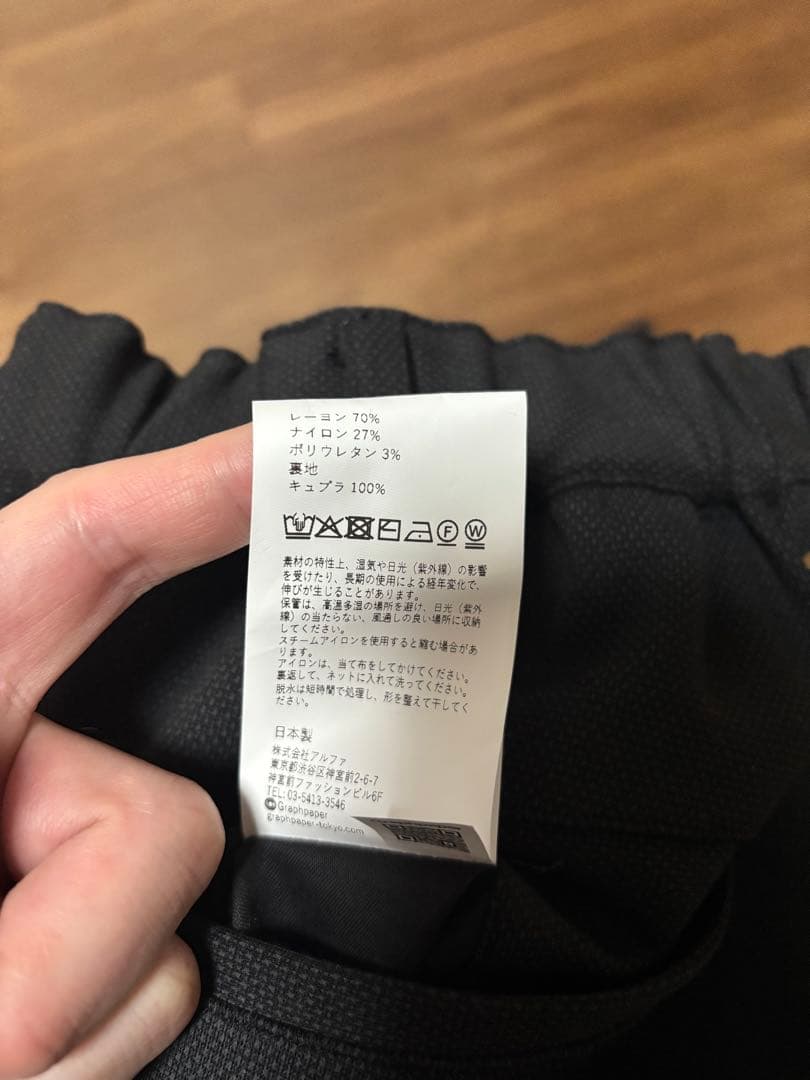 レーヨン 70%
ナイロン 27%
ポリウレタン 3%
裏地
キュプラ 100%
F W
素材の特性上、湿気や日光（紫外線）の影響
を受けたり、長期の使用による経年変化で、
伸びが生じることがあります。
保管は、高温多湿の場所を避け、日光（紫外
線）の当たらない、風通しの良い場所に収納
してください。
スチームアイロンを使用すると縮む場合があ
ります。
アイロンは、当て布をしてかけてください。
裏返して、ネットに入れて洗ってください。
脱水は短時間で処理し、形を整えて干してく
ださい。
日本製
株式会社アルファ
東京都渋谷区神宮前2-6-7
神宮前ファッションビル6F
TEL: 03-5413-3546
©Graphpaper
graphpaper-tokyo.com